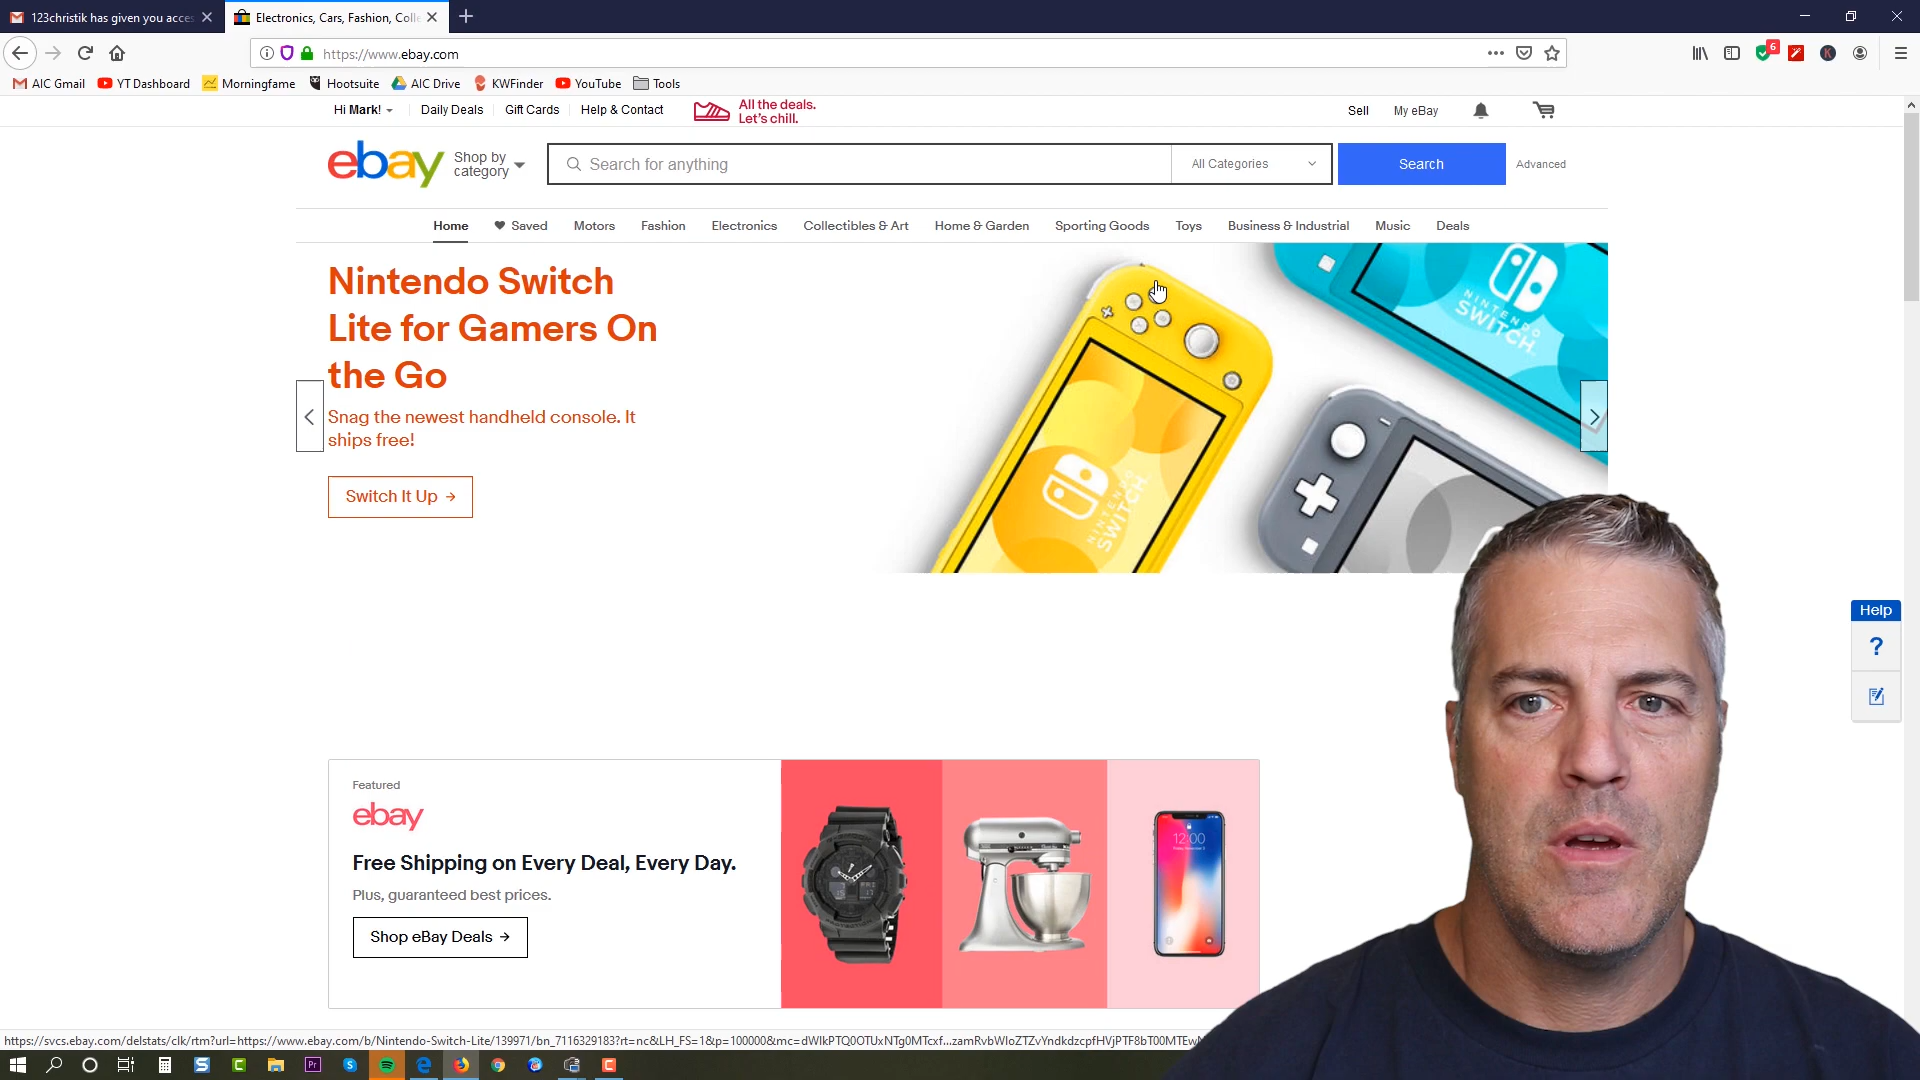 123christik has given you acces
Electronics, Cars, Fashion, Colle
https://www.ebay.com
6
K
AIC Gmail
YT Dashboard
Morningfame
Hootsuite
AIC Drive
KWFinder
YouTube
Tools
Hi Mark!
Daily Deals
Gift Cards
Help & Contact
All the deals.
Let's chill.
Sell
My eBay
ebay
Shop by
category
Search for anything
All Categories
Search
Advanced
Home
Saved
Motors
Fashion
Electronics
Collectibles & Art
Home & Garden
Sporting Goods
Toys
Business & Industrial
Music
Deals
Nintendo Switch
Lite for Gamers On
the Go
Snag the newest handheld console. It
ships free!
Switch It Up →
NINTENDO
SWITCH
NINTENDO
SWITCH
Help
?
Featured
ebay
Free Shipping on Every Deal, Every Day.
Plus, guaranteed best prices.
Shop eBay Deals →
12:00